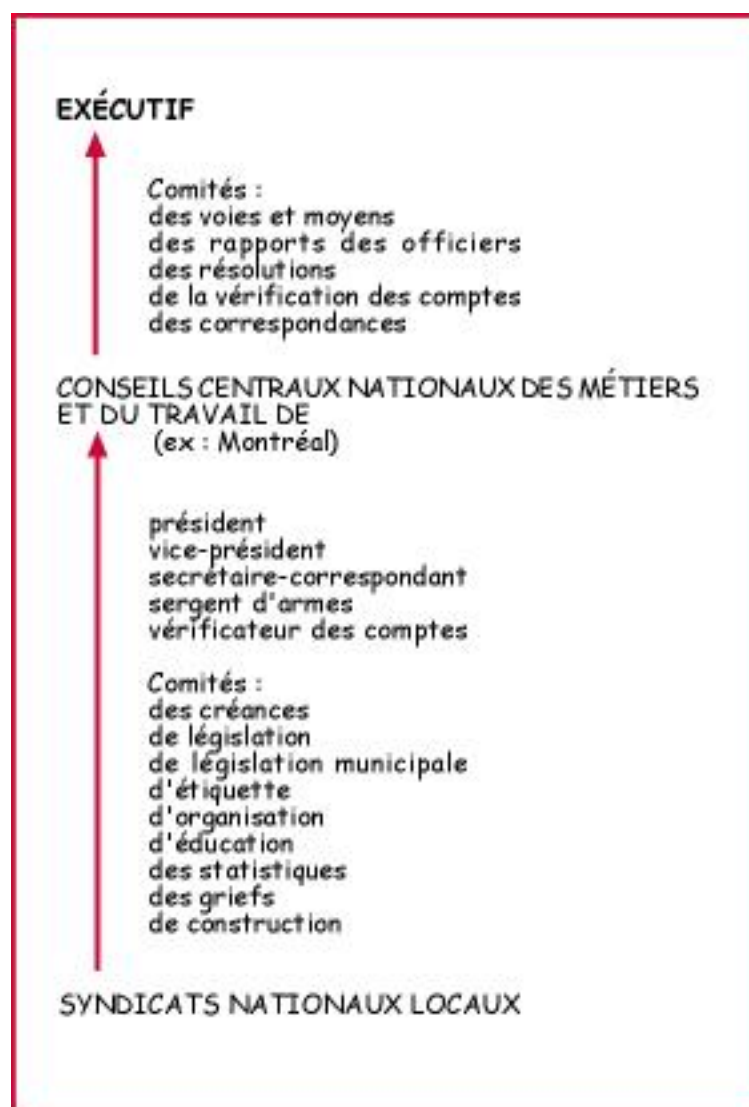 EXÉCUTIF
Comités :
des voies et moyens
des rapports des officiers
des résolutions
de la vérification des comptes
des correspondances
CONSEILS CENTRAUX NATIONAUX DES MÉTIERS
ET DU TRAVAIL DE
(ex : Montréal)
président
vice-président
secrétaire-correspondant
sergent d'armes
vérificateur des comptes
Comités :
des créances
de législation
de législation municipale
d'étiquette
d'organisation
d'éducation
des statistiques
des griefs
de construction
SYNDICATS NATIONAUX LOCAUX